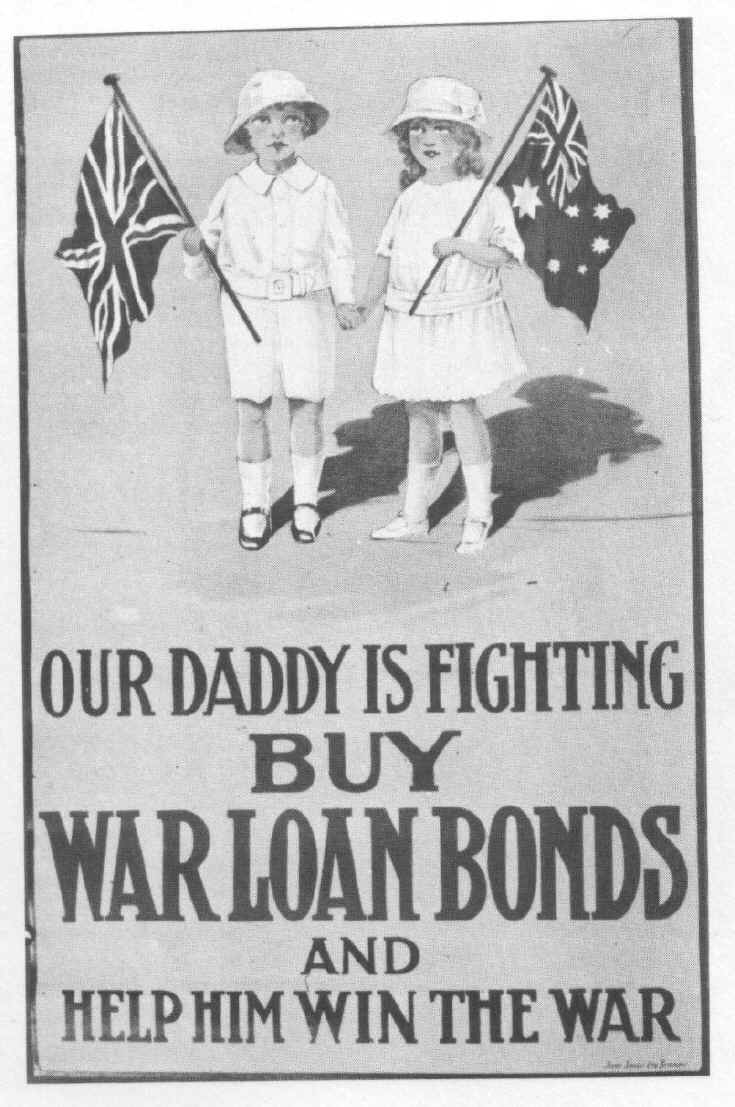 OUR DADDY IS FIGHTING
BUY
WAR LOAN BONDS
AND
HELP HIM WIN THE WAR